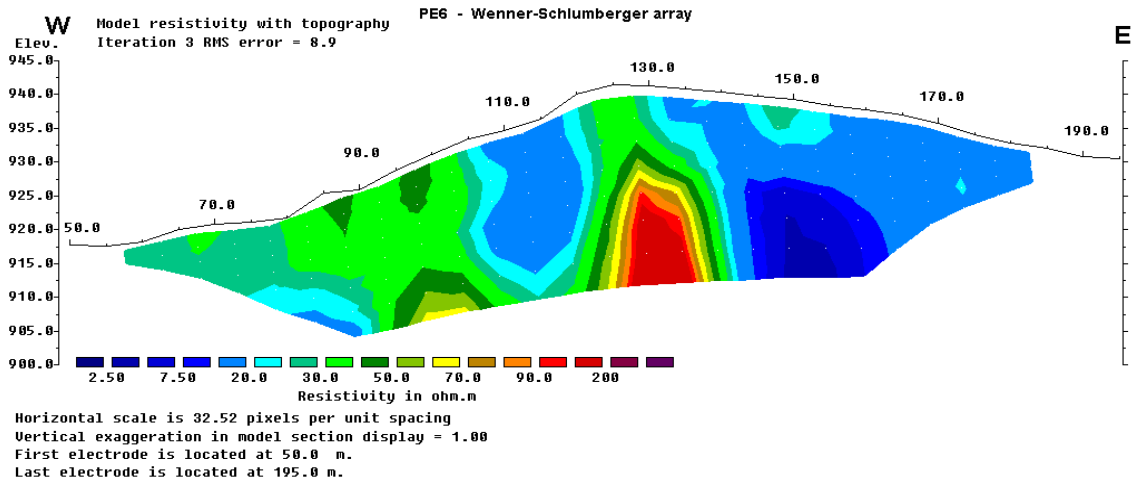 PE6 - Wenner-Schlumberger array
W Model resistivity with topography
E
Elev. Iteration 3 RMS error = 8.9
945.0
940.0
935.0
930.0
925.0
920.0
915.0
910.0
905.0
900.0
50.0 70.0 90.0 110.0 130.0 150.0 170.0 190.0
2.50 7.50 20.0 30.0 50.0 70.0 90.0 200
Resistivity in ohm.m
Horizontal scale is 32.52 pixels per unit spacing
Vertical exaggeration in model section display = 1.00
First electrode is located at 50.0 m.
Last electrode is located at 195.0 m.